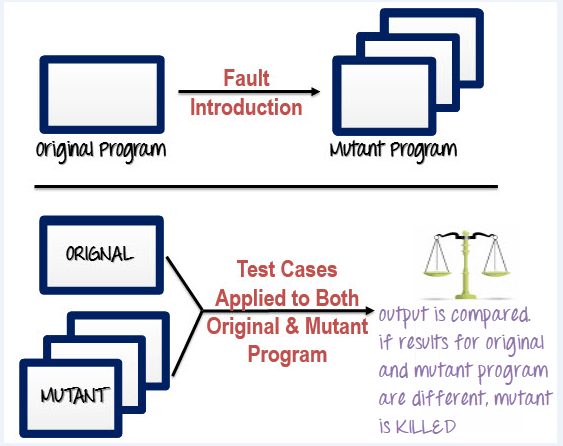 Fault
Introduction
Original Program
Mutant Program
ORIGNAL
MUTANT
Test Cases
Applied to Both
Original & Mutant
Program
output is compared.
if results for original
and mutant program
are different, mutant
is KILLED